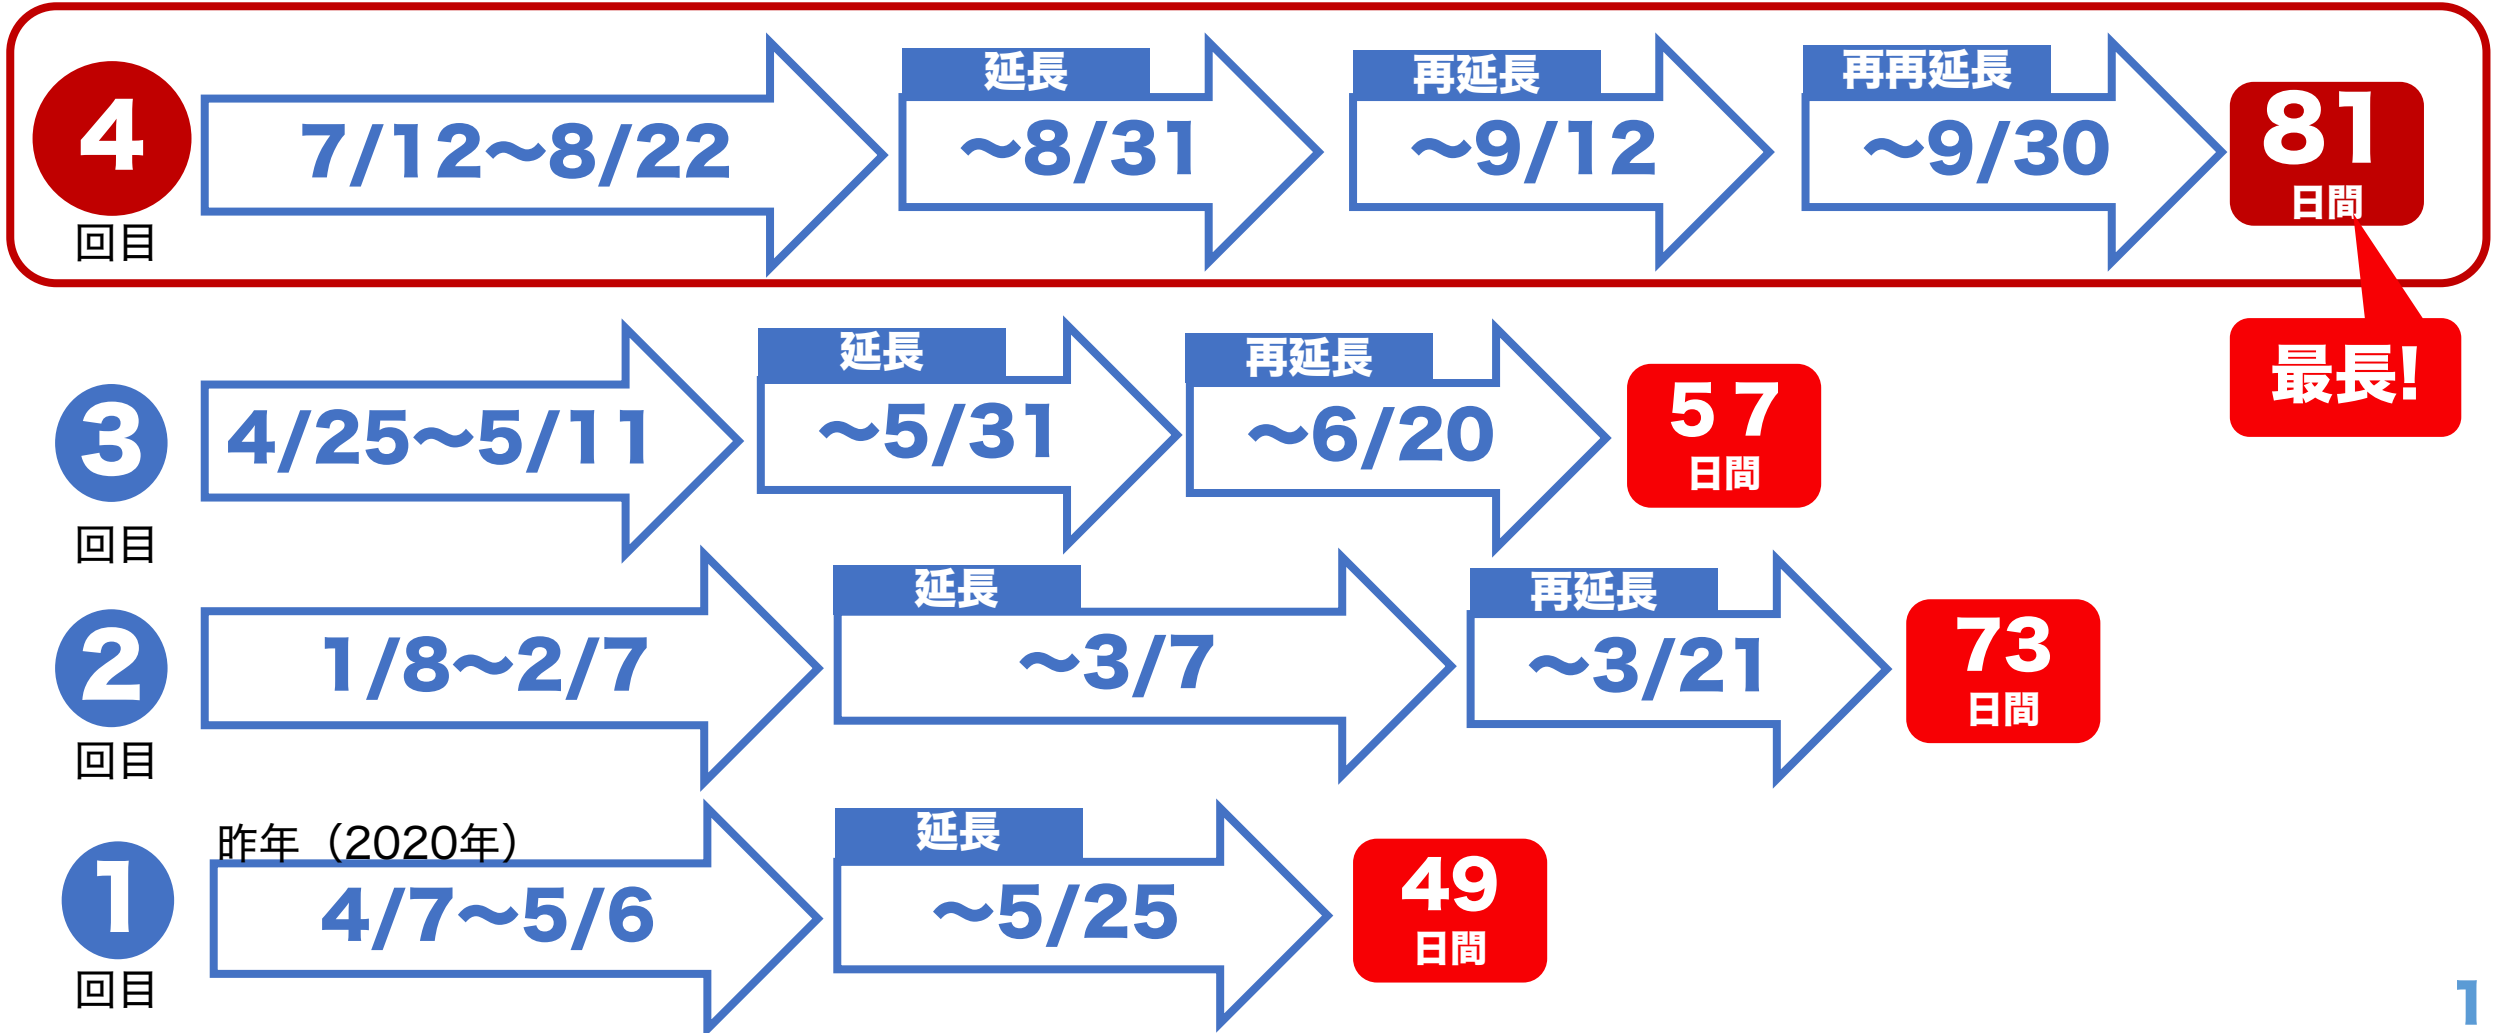 4
回目
7/12~8/22
延長
~8/31
再延長
~9/12
再再延長
~9/30
81
日間
最長!
3
回目
4/25~5/11
延長
~5/31
再延長
~6/20
57
日間
2
回目
1/8~2/7
延長
~3/7
再延長
~3/21
73
日間
1
回目
昨年（2020年）
4/7~5/6
延長
~5/25
49
日間
1